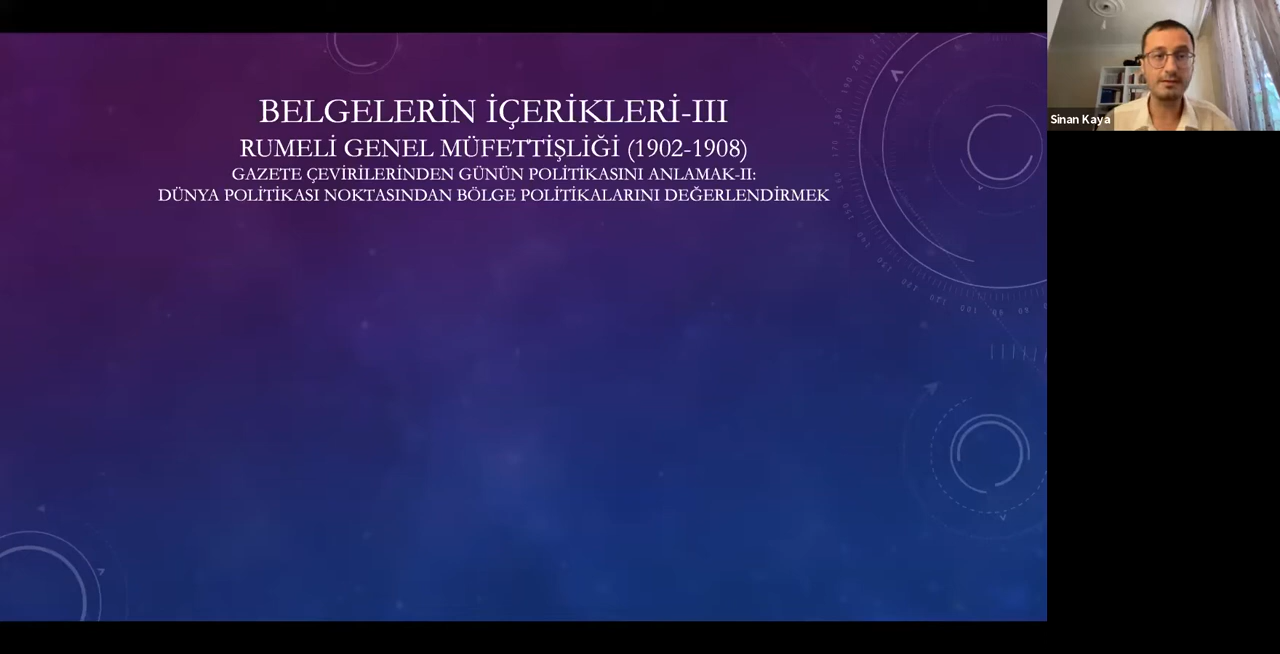 BELGELERİN İÇERİKLERİ-III
RUMELİ GENEL MÜFETTİŞLİĞİ (1902-1908)
GAZETE ÇEVİRİLERİNDEN GÜNÜN POLİTİKASINI ANLAMAK-II:
DÜNYA POLİTİKASI NOKTASINDAN BÖLGE POLİTİKALARINI DEĞERLENDİRMEK
Sinan Kaya